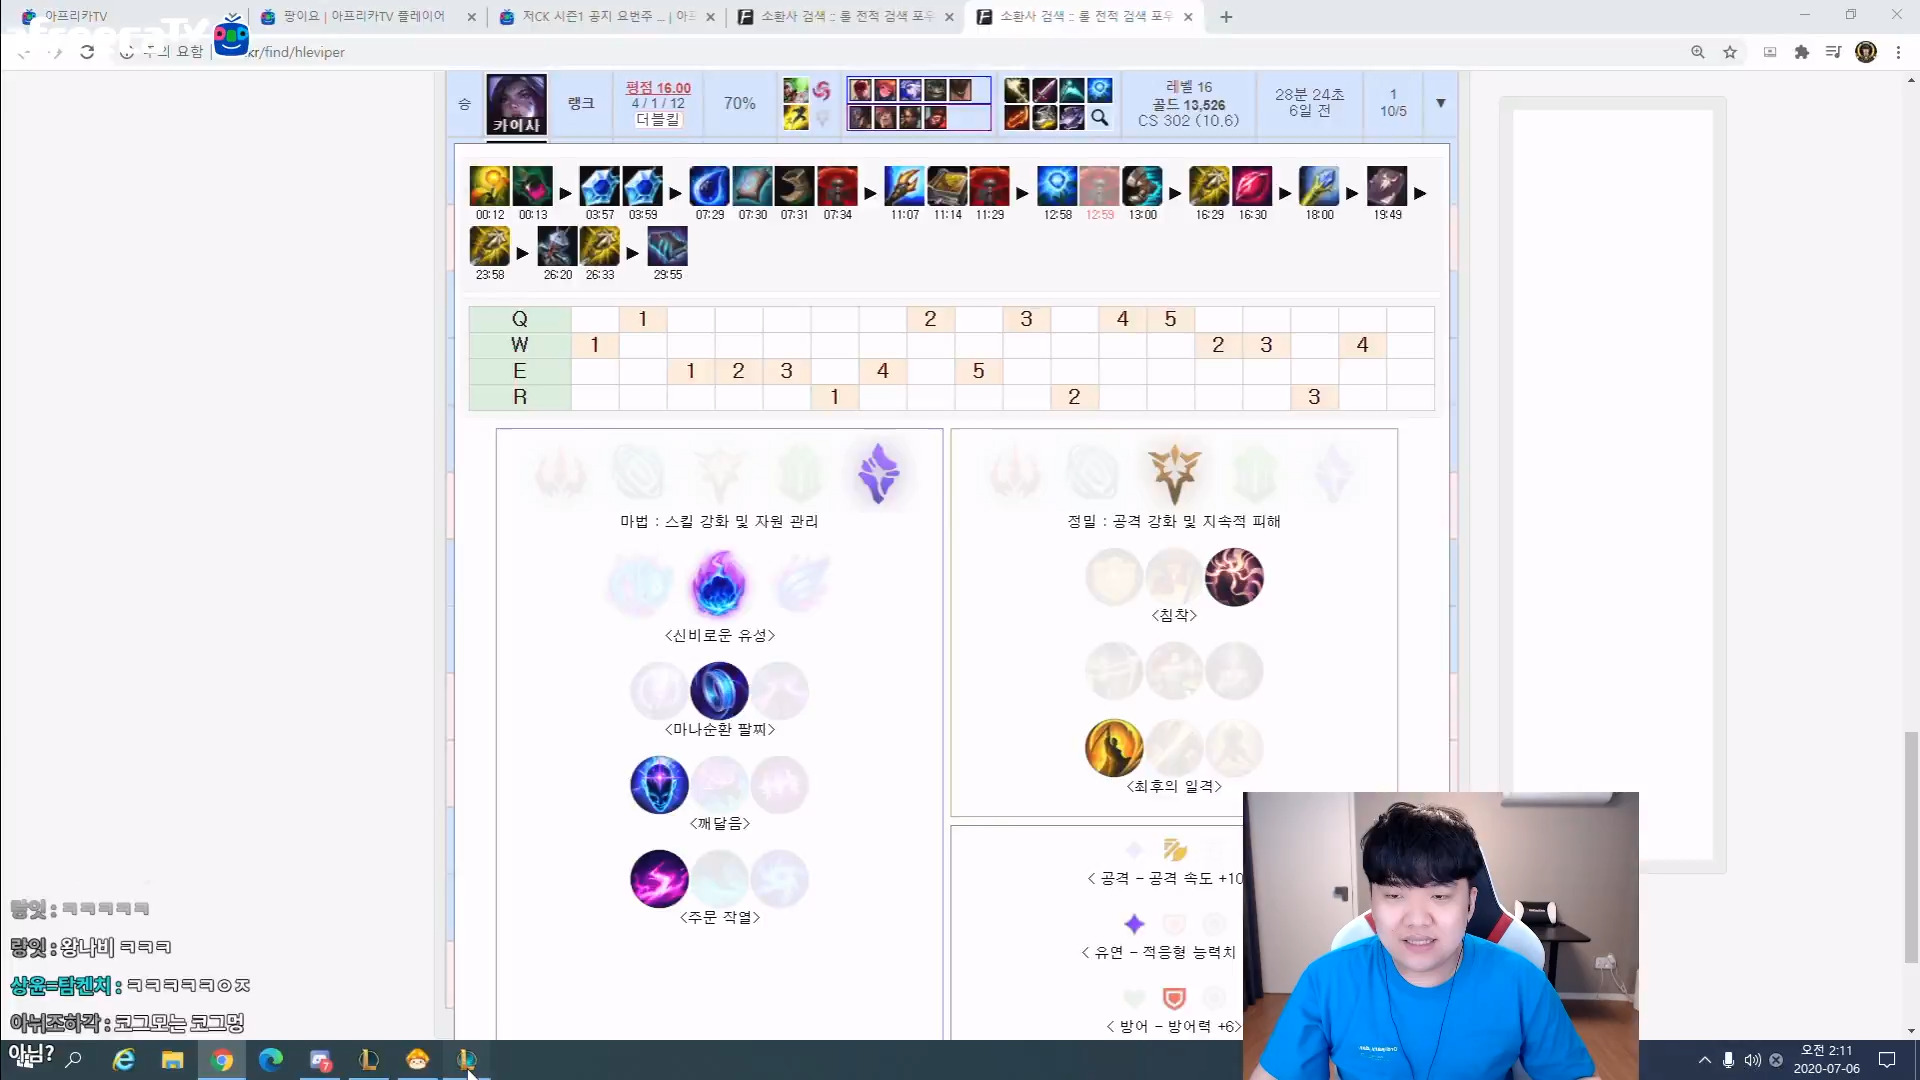 아프리카TV
팡이요 | 아프리카TV 플레이어
저CK 시즌1 공지 요번주 ... | 아프
소환사 검색 :: 롤 전적 검색 포우
소환사 검색 :: 롤 전적 검색 포우
afreecaTV
주의 요함
.kr/find/hleviper
승
카이사
랭크
평점 16.00
4 / 1 / 12
더블킬
70%
레벨 16
골드 13,526
CS 302 (10.6)
28분 24초
6일 전
1
10/5
00:12 00:13 03:57 03:59 07:29 07:30 07:31 07:34 11:07 11:14 11:29 12:58 12:59 13:00 16:29 16:30 18:00 19:49
23:58 26:20 26:33 29:55
Q 1 2 3 4 5
W 1 2 3 4
E 1 2 3 4 5
R 1 2 3
마법 : 스킬 강화 및 자원 관리
<신비로운 유성>
<마나순환 팔찌>
<깨달음>
<주문 작열>
정밀 : 공격 강화 및 지속적 피해
<침착>
<최후의 일격>
< 공격 - 공격 속도 +10
< 유연 - 적응형 능력치
< 방어 - 방어력 +6>
랑잇 : ㅋㅋㅋㅋㅋ
랑잇 : 왕나비 ㅋㅋㅋ
상윤=탐켄치 : ㅋㅋㅋㅋㅋㅇㅈ
아뉘조하각 : 코그모는 코그멍
아님?
7
오전 2:11
2020-07-06